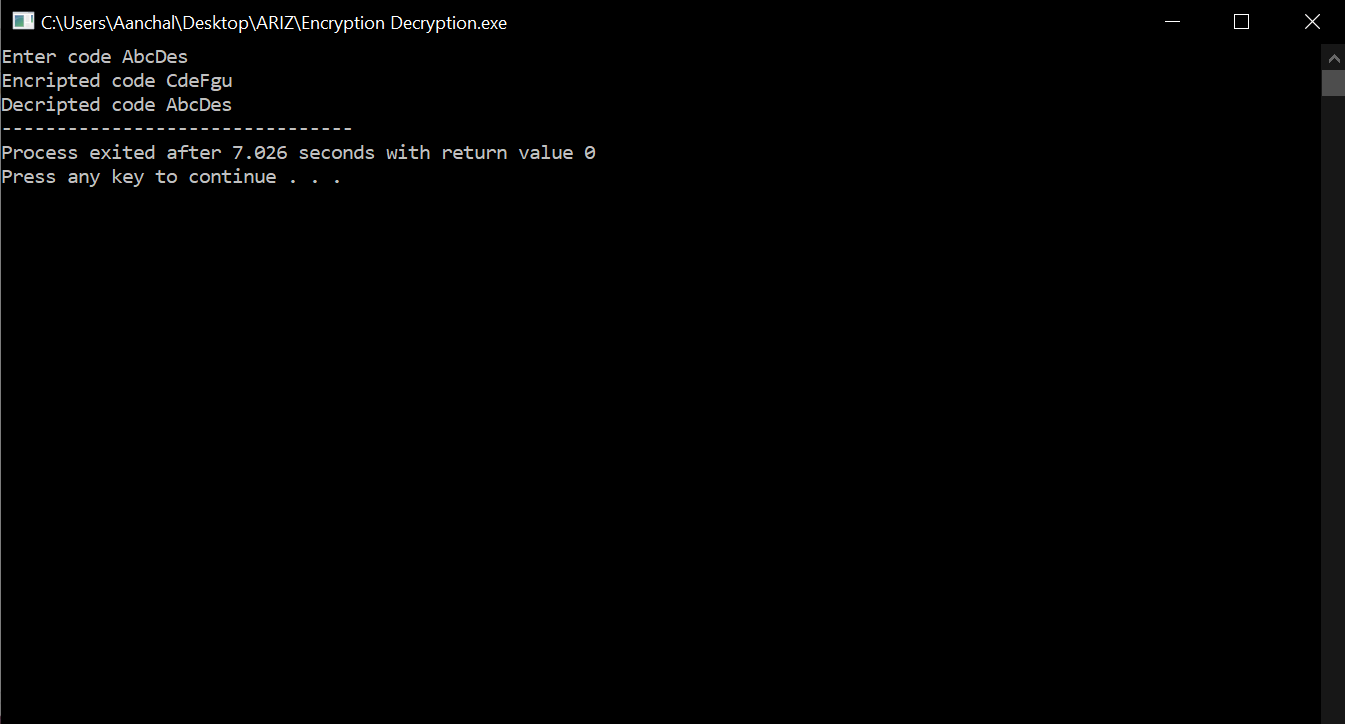 C:\Users\Aanchal\Desktop\ARIZ\Encryption Decryption.exe
Enter code AbcDes
Encripted code CdeFgu
Decripted code AbcDes
--------------------------------
Process exited after 7.026 seconds with return value 0
Press any key to continue . . .